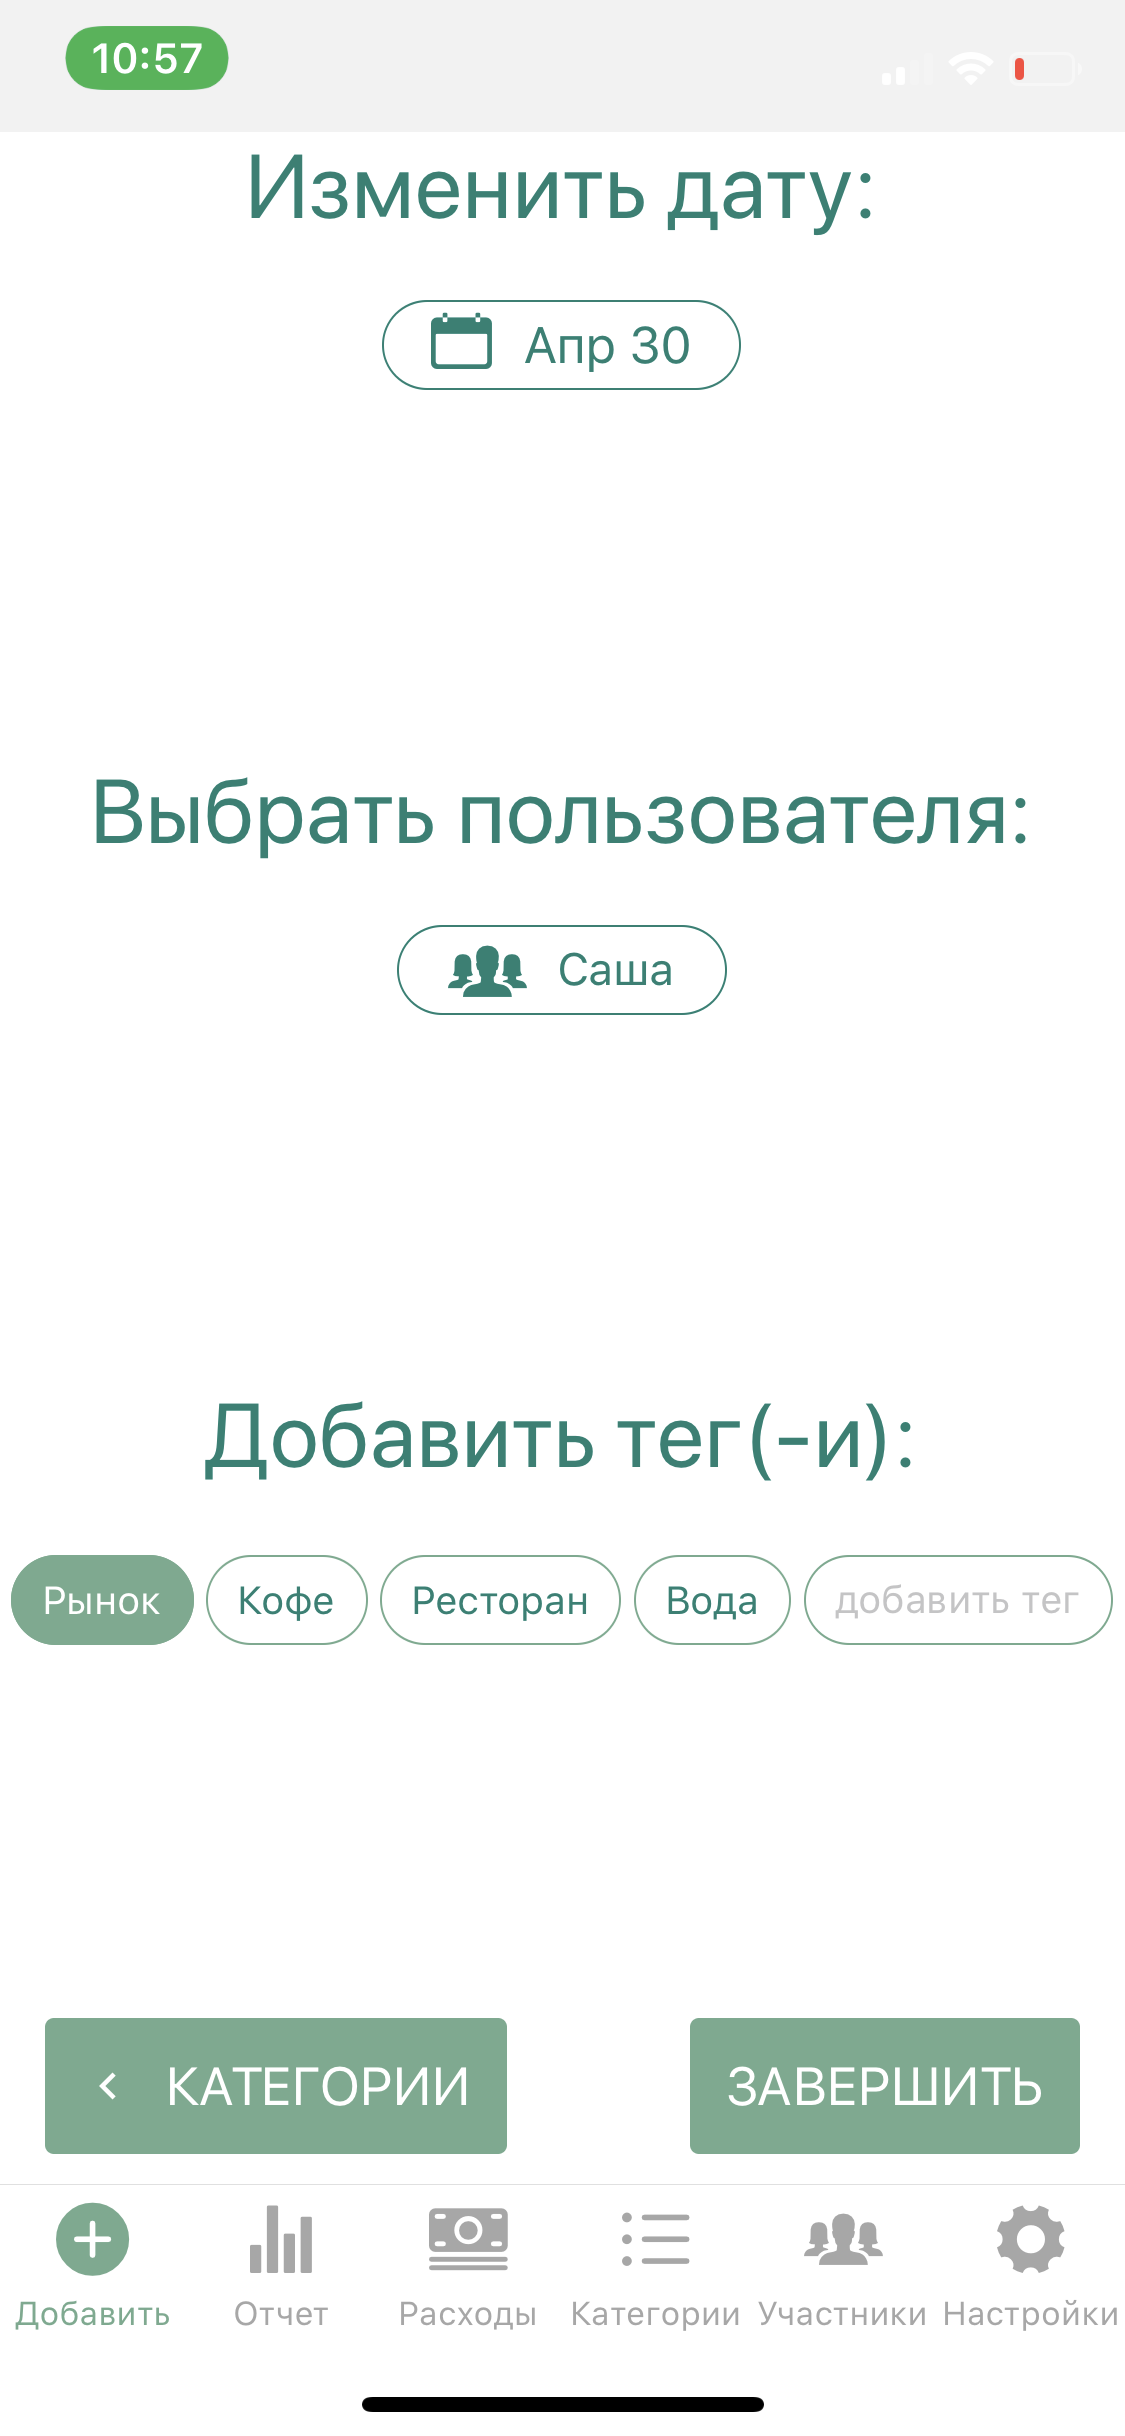 10:57
Изменить дату:
Апр 30
Выбрать пользователя:
Саша
Добавить тег(-и):
Рынок Кофе Ресторан Вода добавить тег
КАТЕГОРИИ ЗАВЕРШИТЬ
Добавить Отчет Расходы Категории Участники Настройки